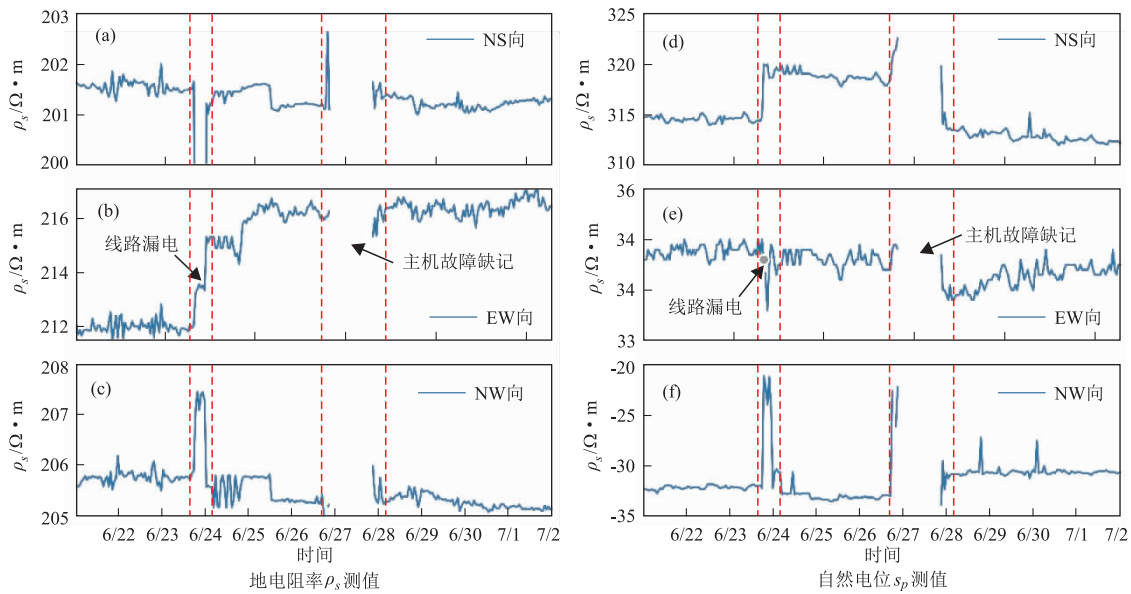 203
202
201
200
ρs/Ω • m
(a)
NS向
216
214
212
ρs/Ω • m
(b)
线路漏电
主机故障缺记
EW向
208
207
206
205
ρs/Ω • m
(c)
NW向
6/22 6/23 6/24 6/25 6/26 6/27 6/28 6/29 6/30 7/1 7/2
时间
地电阻率ρs测值
325
320
315
310
ρs/Ω • m
(d)
NS向
34
34
34
33
ρs/Ω • m
(e)
线路漏电
主机故障缺记
EW向
-20
-25
-30
-35
ρs/Ω • m
(f)
NW向
6/22 6/23 6/24 6/25 6/26 6/27 6/28 6/29 6/30 7/1 7/2
时间
自然电位sp测值